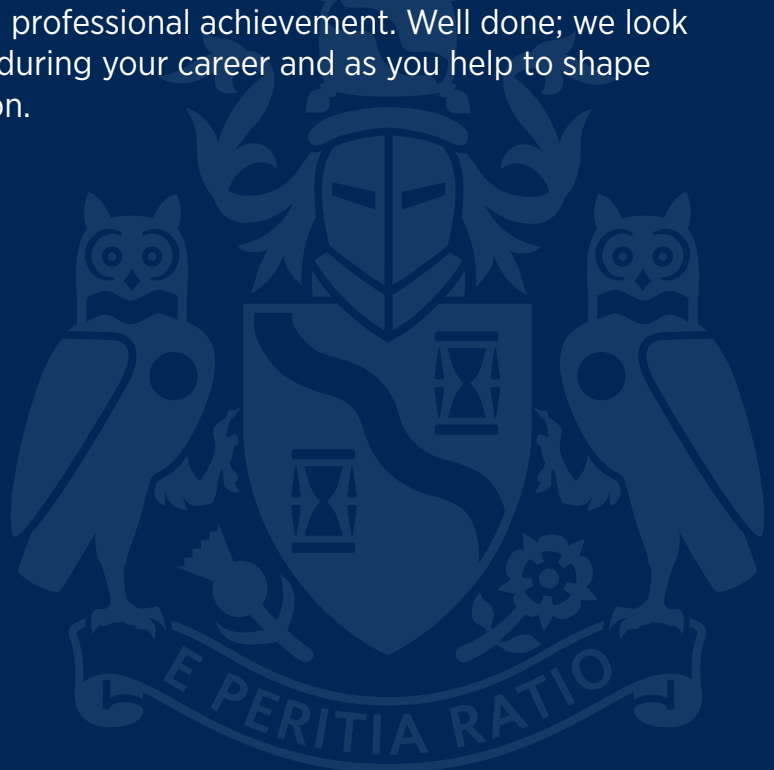 professional achievement. Well done; we look
during your career and as you help to shape
on.
E PERITIA RATIO